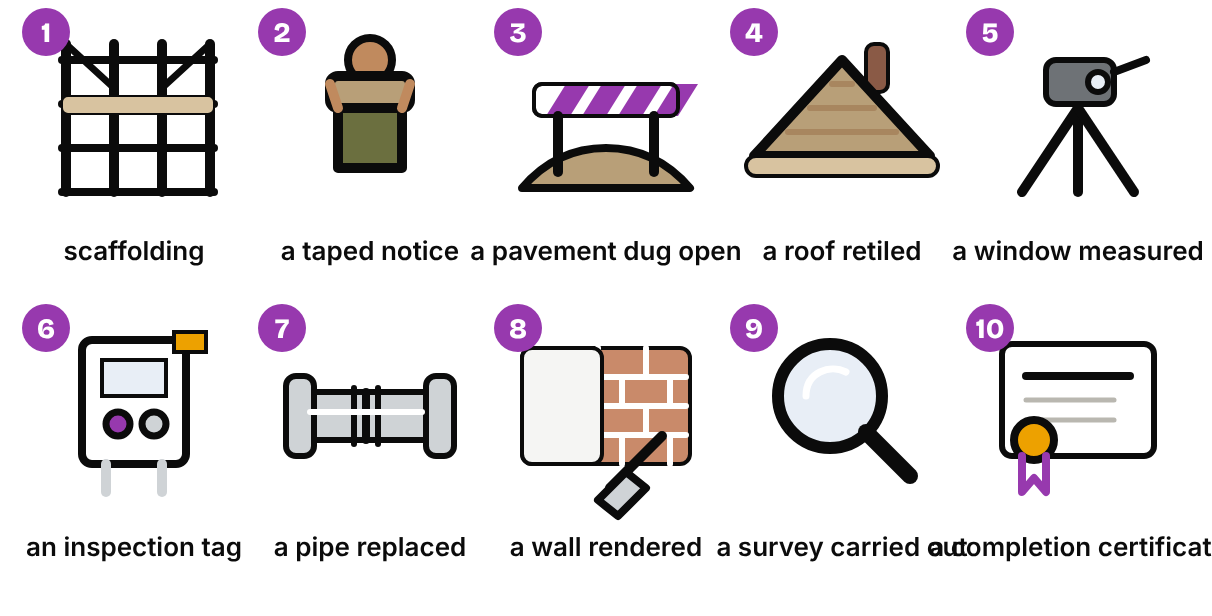 1
2
3
4
5
scaffolding
a taped notice
a pavement dug open
a roof retiled
a window measured
6
7
8
9
10
an inspection tag
a pipe replaced
a wall rendered
a survey carried out
a completion certificat